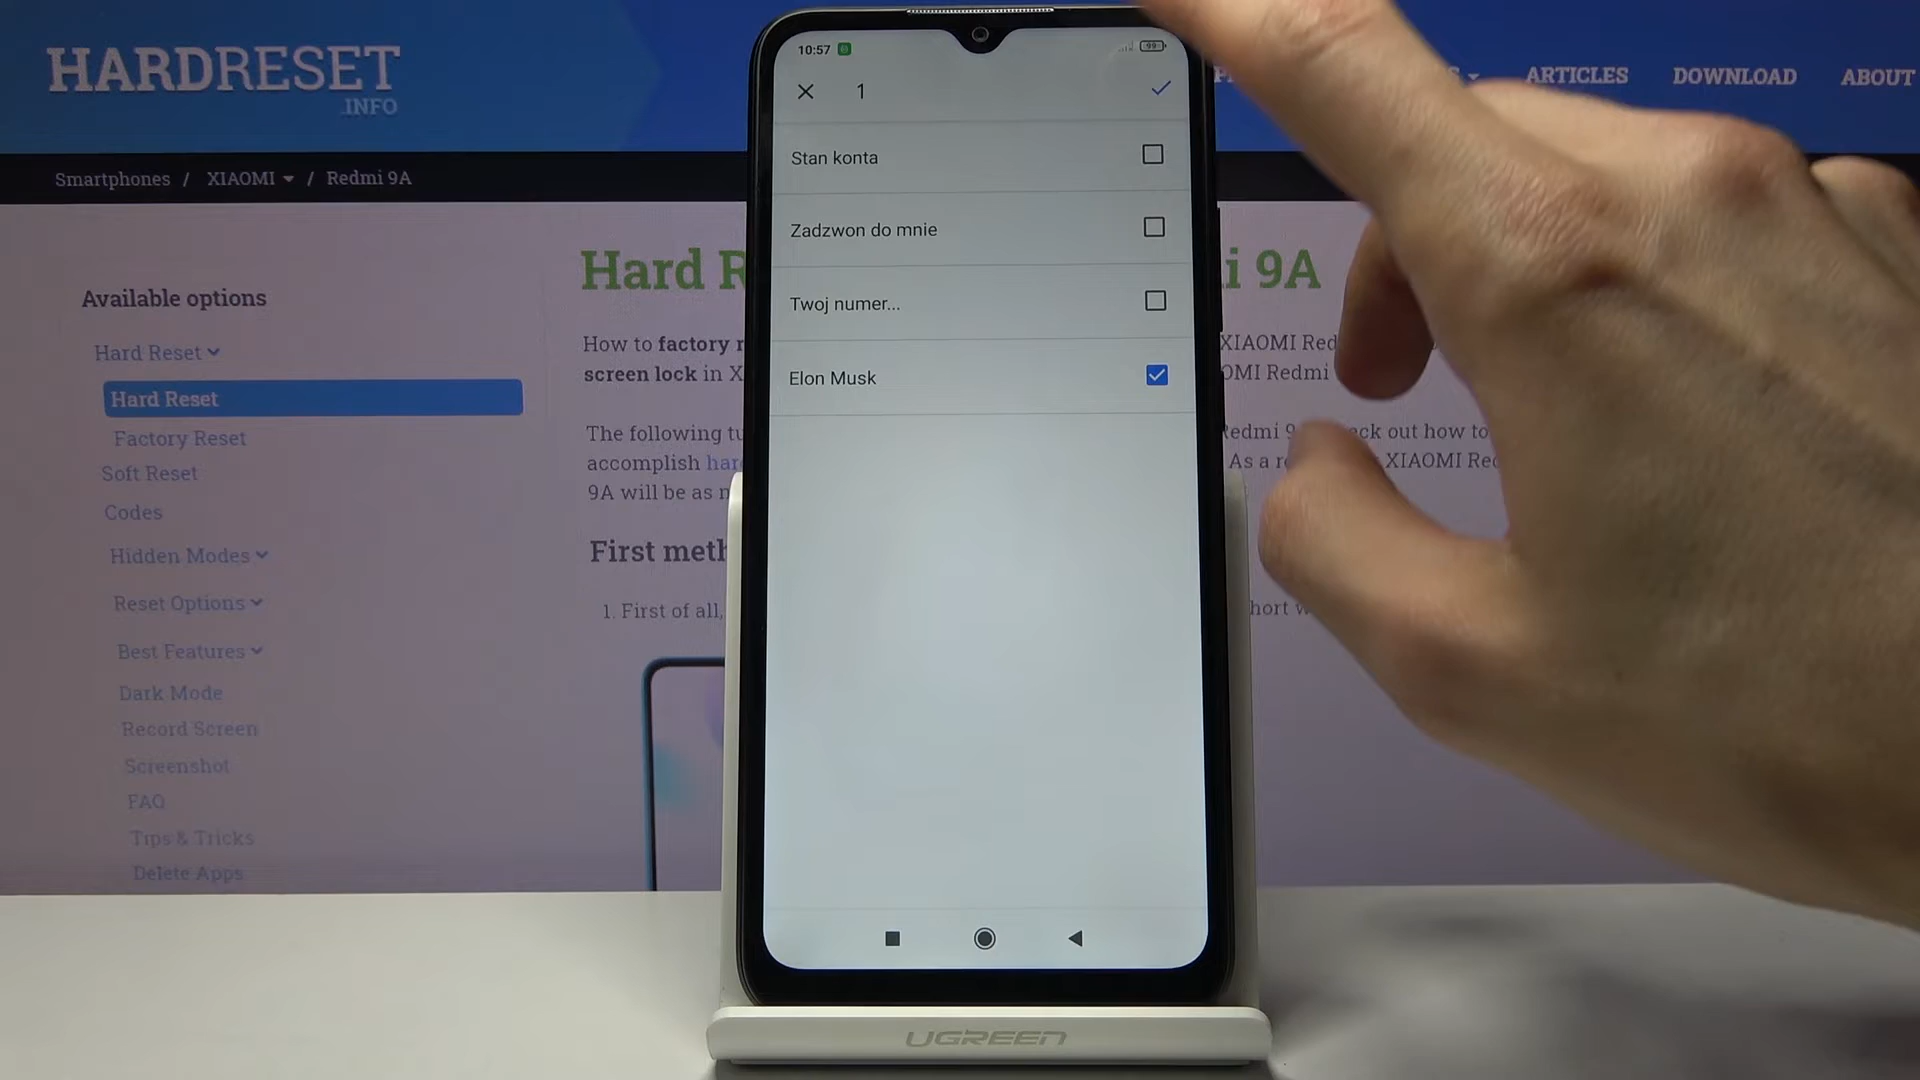 HARDRESET
.INFO
ARTICLES
DOWNLOAD
ABOUT
Smartphones / XIAOMI / Redmi 9A
Available options
Hard Reset
Hard Reset
Factory Reset
Soft Reset
Codes
Hidden Modes
Reset Options
Best Features
Dark Mode
Record Screen
Screenshot
FAQ
Tips & Tricks
Delete Apps
Hard R
i 9A
How to factory r
XIAOMI Red
screen lock in X
OMI Redmi
The following tu
Redmi 9
eck out how to
accomplish har
As a re
XIAOMI Rec
9A will be as
First meth
1. First of all,
hort w
10:57
99
1
Stan konta
Zadzwon do mnie
Twoj numer...
Elon Musk
UGREEN